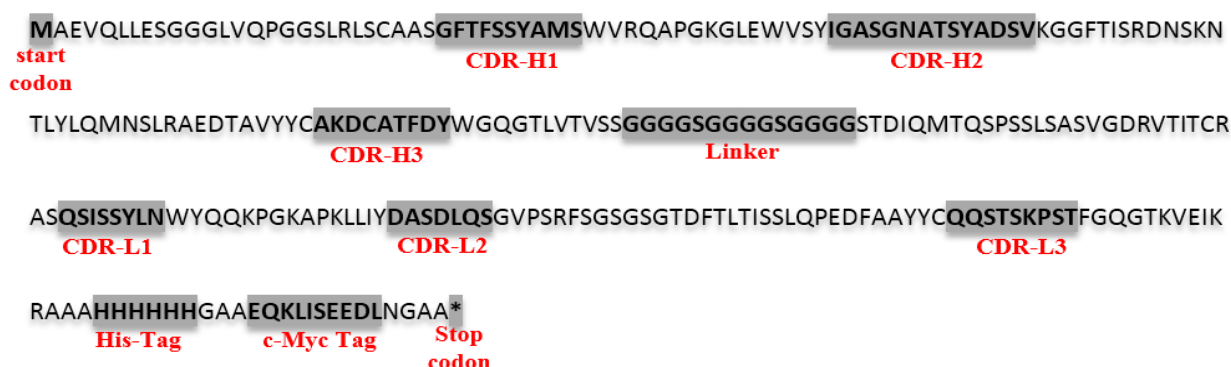 MAEVQLLESGGGLVQPGGSLRLSCAASGFTFSSYAMSWVRQAPGKGLEWVSYIGASGNATSYADSVKGGFTISRDNSKN
start CDR-H1 CDR-H2
codon
TLYLQMNSLRAEDTAVYYCAKDCATFDYWGQGTLVTVSSGGGGSGGGGSGGGGSTDIQMTQSPSSLSASVGDRVTITCR
CDR-H3 Linker
ASQSISSYLNWYQQKPGKAPKLLIYDASDLQSGVPSRFSGSGSGTDFTLTISSLQPEDFAAYYCQQSTSKPSTFGQGTKVEIK
CDR-L1 CDR-L2 CDR-L3
RAAAHHHHHHGAAEQKLISEEDLNGAA*
His-Tag c-Myc Tag Stop
codon